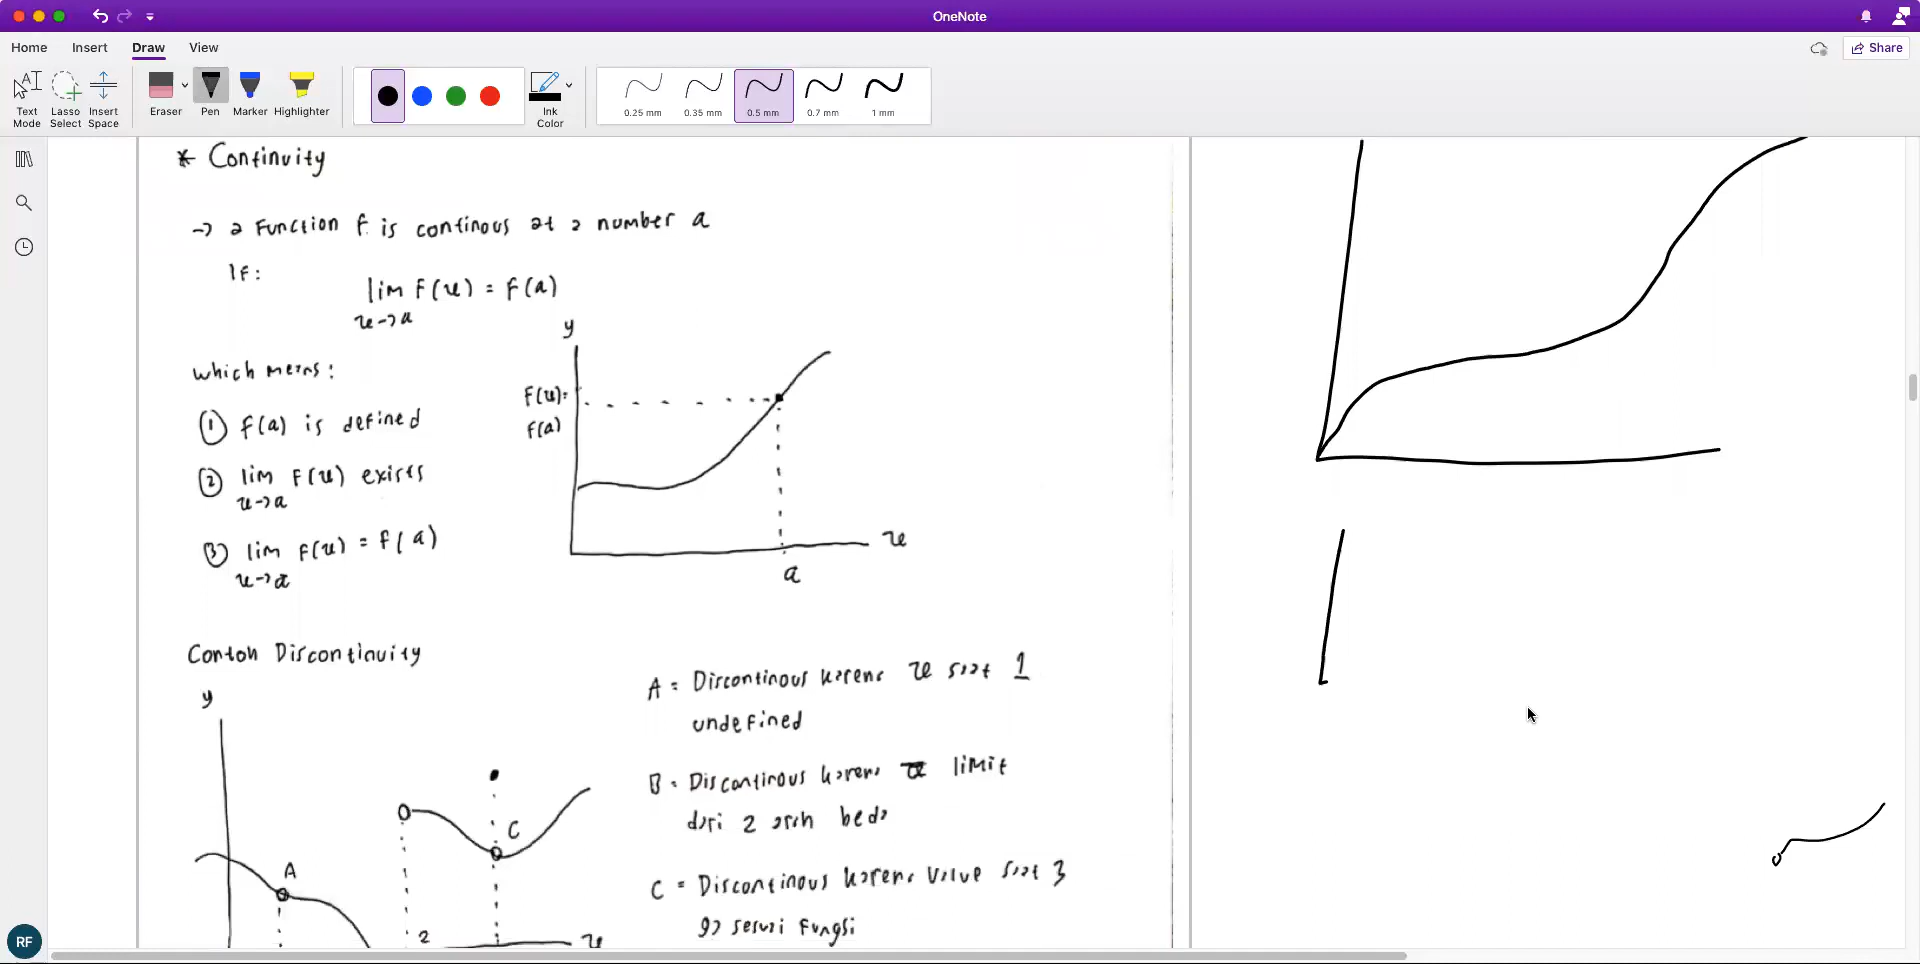 OneNote
Home Insert Draw View
Share
Text Mode
Lasso Select
Insert Space
Eraser
Pen
Marker
Highlighter
Ink Color
0.25 mm
0.35 mm
0.5 mm
0.7 mm
1 mm
* Continuity
→ a Function f is continous at a number a
If:
lim F(x) = f(a)
x→a
which means:
① f(a) is defined
② lim F(x) exists
x→a
③ lim F(x) = f(a)
x→a
y
F(x)=
f(a)
x
a
Contoh Discontinuity
y
A
C
2
x
A = Discontinous karena x saat 1
undefined
B = Discontinous karena limit
dari 2 arah beda
C = Discontinous karena value saat 3
ga sesuai fungsi
RF